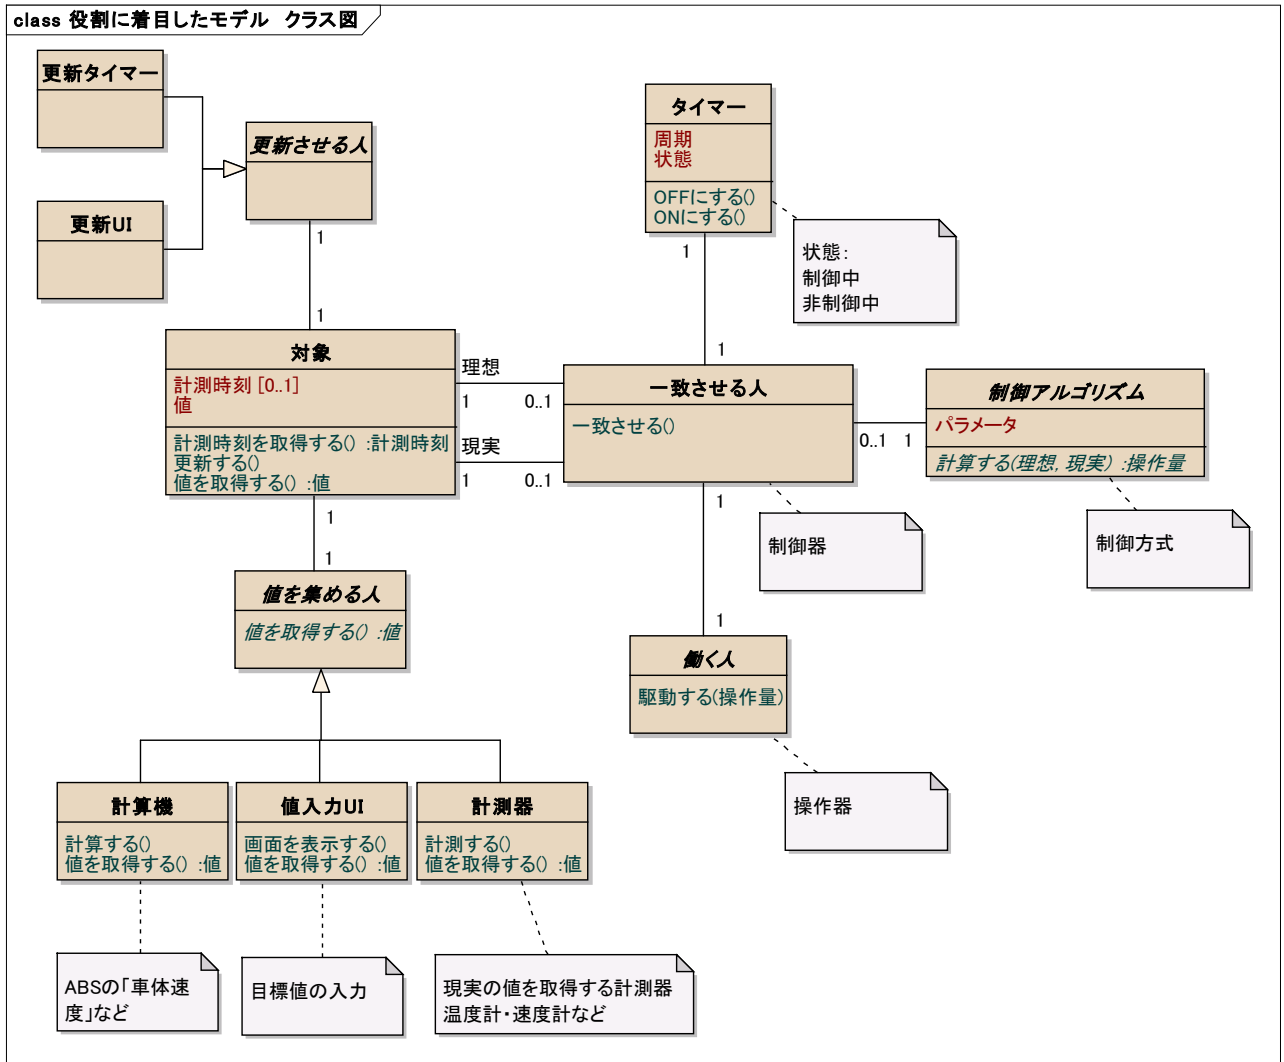 class 役割に着目したモデル クラス図
更新タイマー
更新させる人
更新UI
1
1
タイマー
周期
状態
OFFにする()
ONにする()
状態:
制御中
非制御中
1
1
対象
計測時刻 [0..1]
値
計測時刻を取得する() :計測時刻
更新する()
値を取得する() :値
理想
1
0..1
現実
1
0..1
一致させる人
一致させる()
0..1
1
制御アルゴリズム
パラメータ
計算する(理想, 現実) :操作量
制御器
制御方式
1
1
値を集める人
値を取得する() :値
1
1
働く人
駆動する(操作量)
操作器
計算機
計算する()
値を取得する() :値
値入力UI
画面を表示する()
値を取得する() :値
計測器
計測する()
値を取得する() :値
ABSの「車体速
度」など
目標値の入力
現実の値を取得する計測器
温度計・速度計など